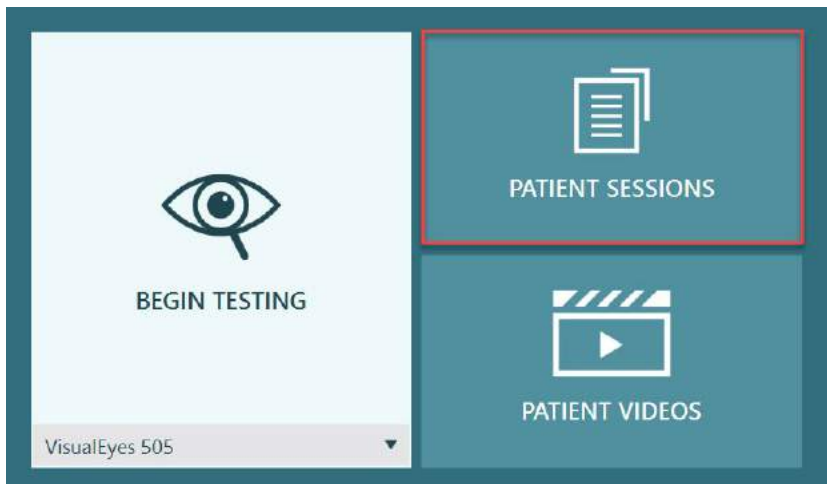 BEGIN TESTING
VisualEyes 505
PATIENT SESSIONS
PATIENT VIDEOS